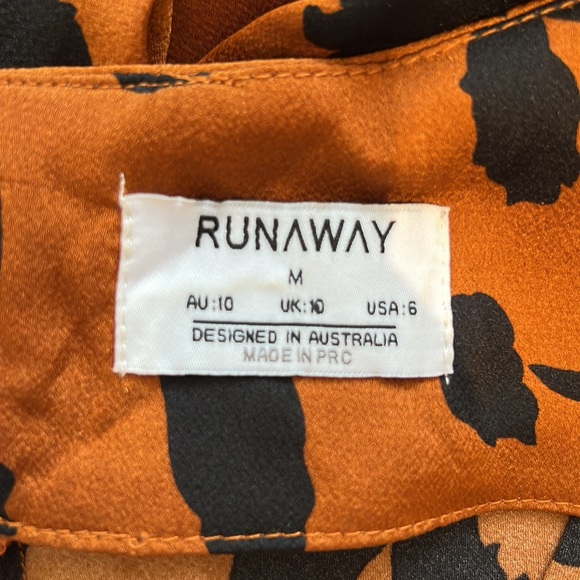 RUNAWAY
M
AU:10 UK:10 USA:6
DESIGNED IN AUSTRALIA
MADE IN PRC